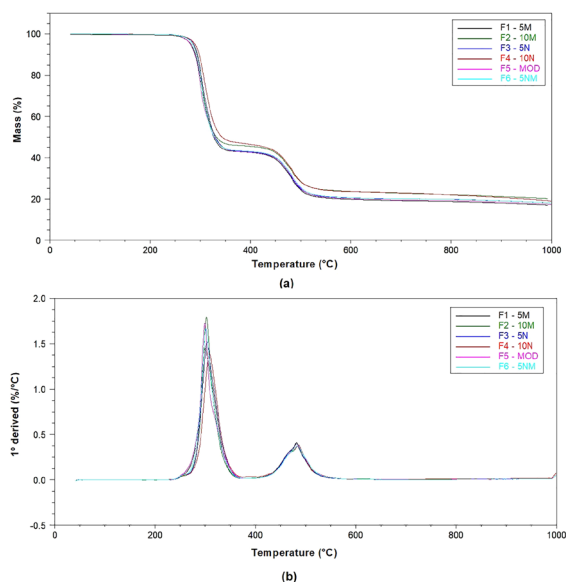 100
80
60
40
20
0
Mass (%)
F1 - 5M
F2 - 10M
F3 - 5N
F4 - 10N
F5 - MOD
F6 - 5NM
0 200 400 600 800 1000
Temperature (°C)
(a)
2.0
1.5
1.0
0.5
0.0
-0.5
1º derived (%/°C)
F1 - 5M
F2 - 10M
F3 - 5N
F4 - 10N
F5 - MOD
F6 - 5NM
0 200 400 600 800 1000
Temperature (°C)
(b)